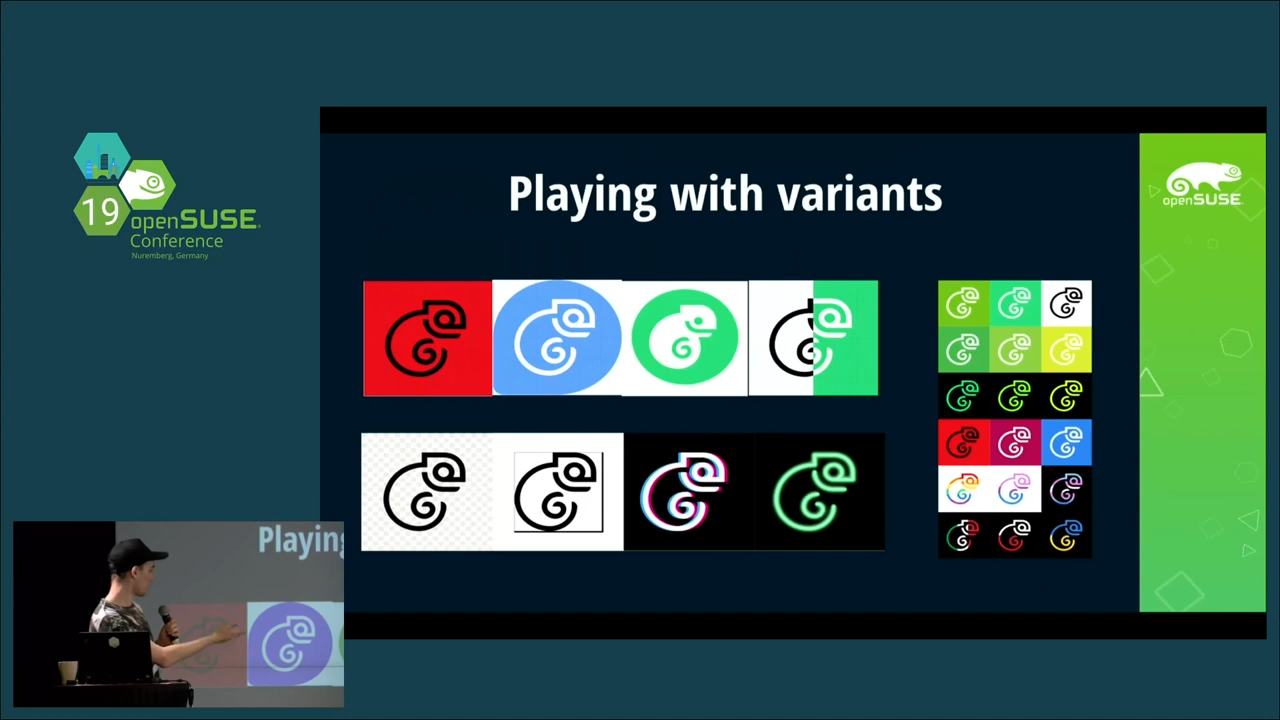 19
openSUSE
Conference
Nuremberg, Germany
Playing with variants
openSUSE
Playing